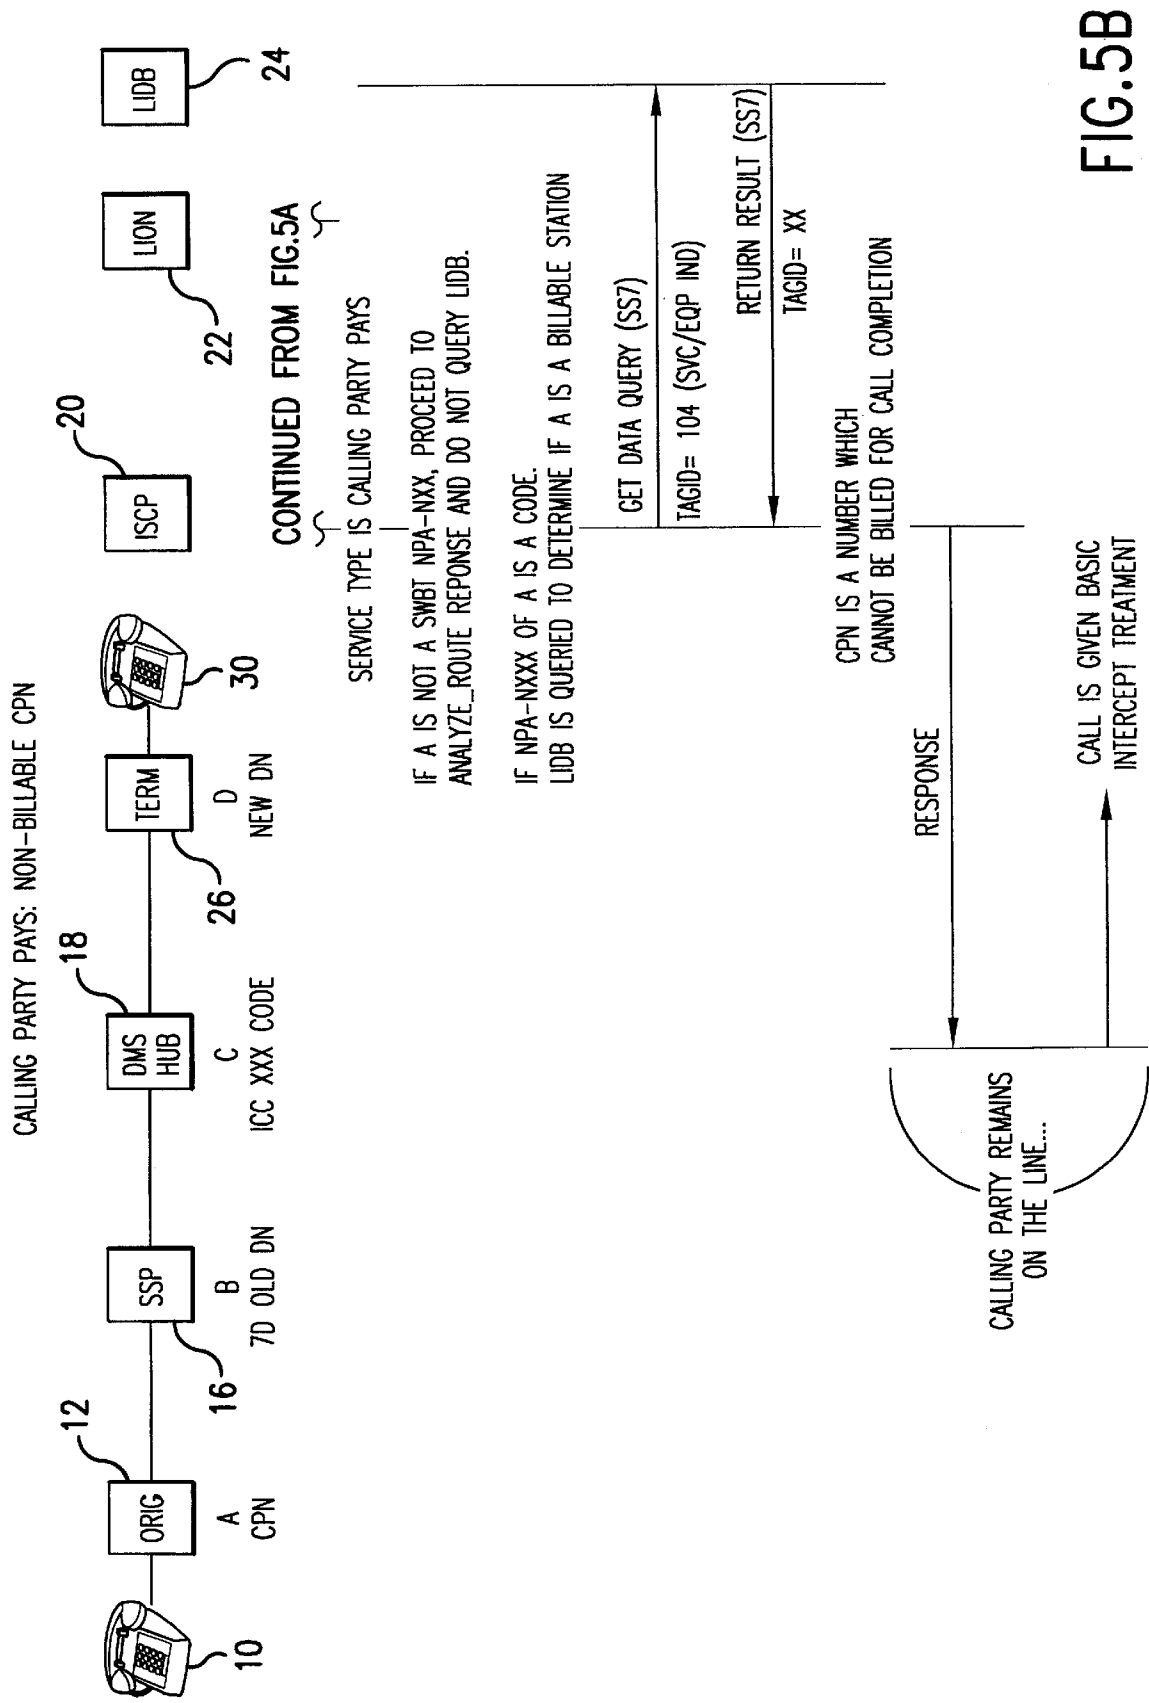 CALLING PARTY PAYS: NON-BILLABLE CPN
10
ORIG
12
A
CPN
SSP
16
B
7D OLD DN
DMS
HUB
18
C
ICC XXX CODE
TERM
26
D
NEW DN
30
ISCP
20
LION
22
LIDB
24
CONTINUED FROM FIG.5A
SERVICE TYPE IS CALLING PARTY PAYS
IF A IS NOT A SWBT NPA-NXX, PROCEED TO
ANALYZE_ROUTE REPONSE AND DO NOT QUERY LIDB.
IF NPA-NXXX OF A IS A CODE.
LIDB IS QUERIED TO DETERMINE IF A IS A BILLABLE STATION
GET DATA QUERY (SS7)
TAGID= 104 (SVC/EQP IND)
RETURN RESULT (SS7)
TAGID= XX
CPN IS A NUMBER WHICH
CANNOT BE BILLED FOR CALL COMPLETION
RESPONSE
CALLING PARTY REMAINS
ON THE LINE...
CALL IS GIVEN BASIC
INTERCEPT TREATMENT
FIG.5B